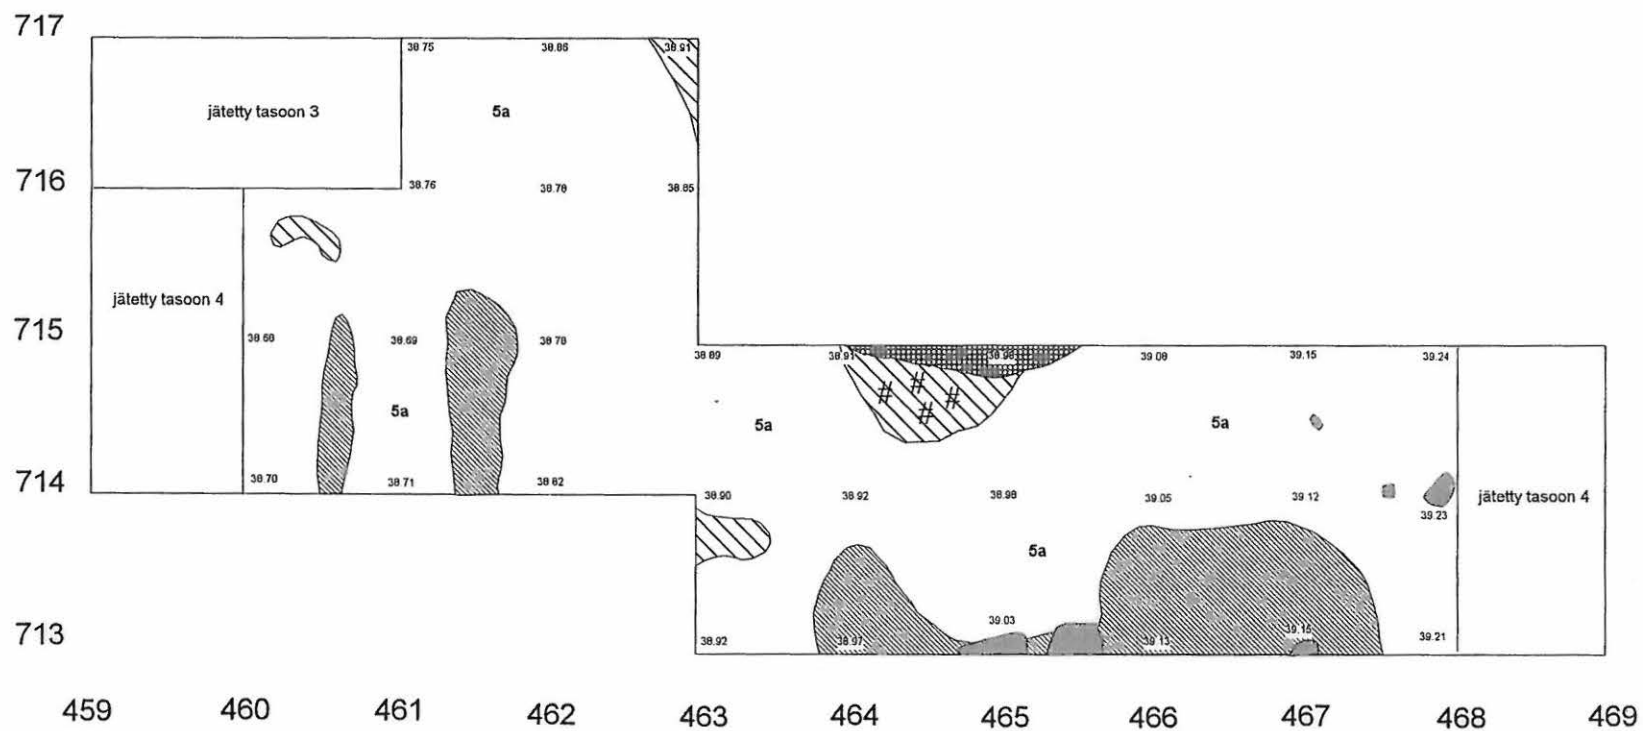 717
38.75 38.86 38.91
jätetty tasoon 3 5a
716
38.76 38.78 38.85
jätetty tasoon 4
715
38.68 38.69 38.78
38.89 38.91 38.98 39.08 39.15 39.24
# # # #
5a 5a 5a
714
38.70 38.71 38.82
38.90 38.92 38.98 39.05 39.12 39.23
jätetty tasoon 4
5a
39.03
713
38.92 38.97 39.13 39.15 39.21
459 460 461 462 463 464 465 466 467 468 469